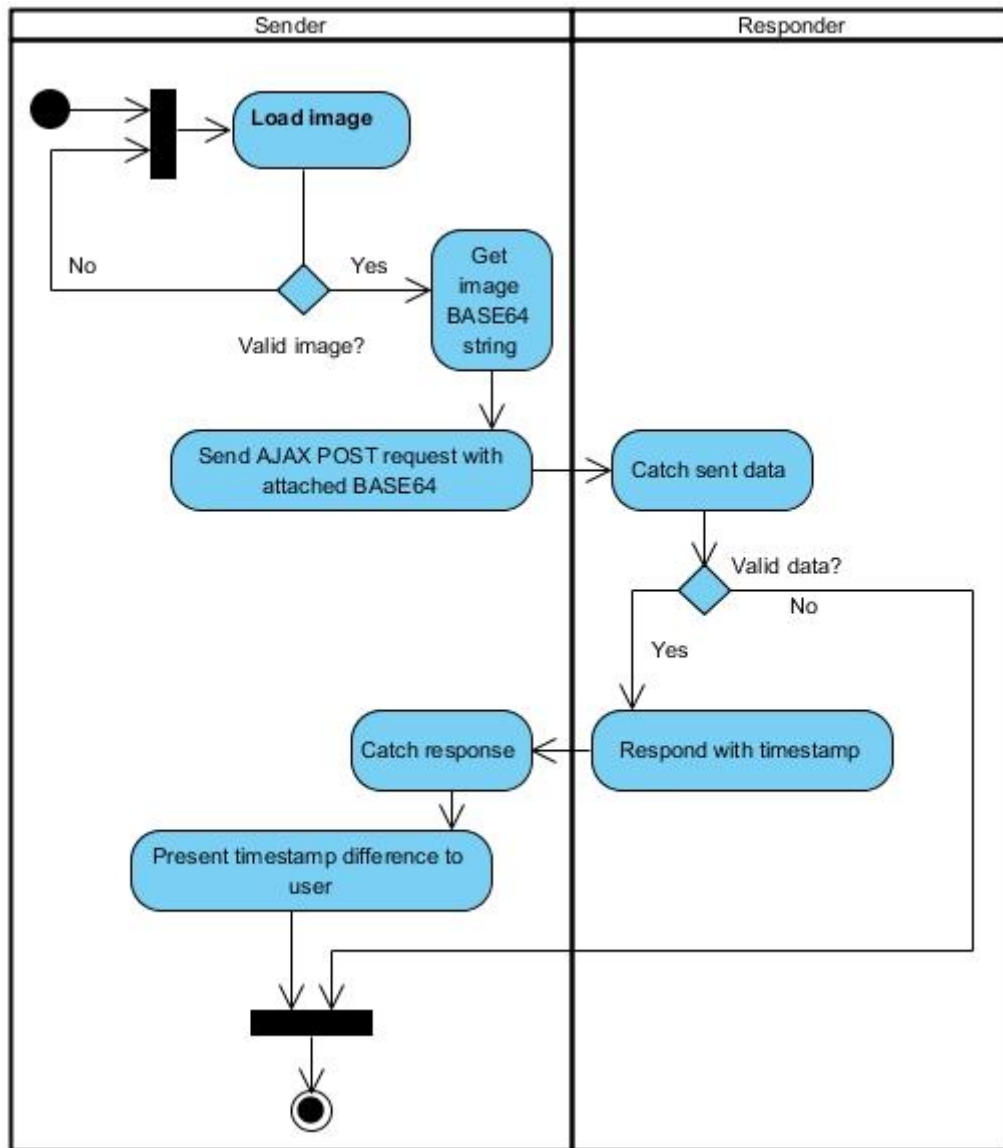 Sender
Responder
Load image
No
Yes
Get
image
BASE64
string
Valid image?
Send AJAX POST request with
attached BASE64
Catch sent data
Valid data?
No
Yes
Catch response
Respond with timestamp
Present timestamp difference to
user